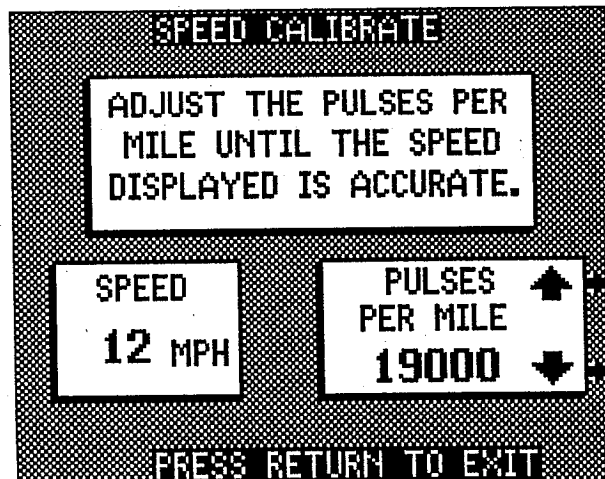 SPEED CALIBRATE
ADJUST THE PULSES PER
MILE UNTIL THE SPEED
DISPLAYED IS ACCURATE.
SPEED
12 MPH
PULSES
PER MILE
19000
PRESS RETURN TO EXIT